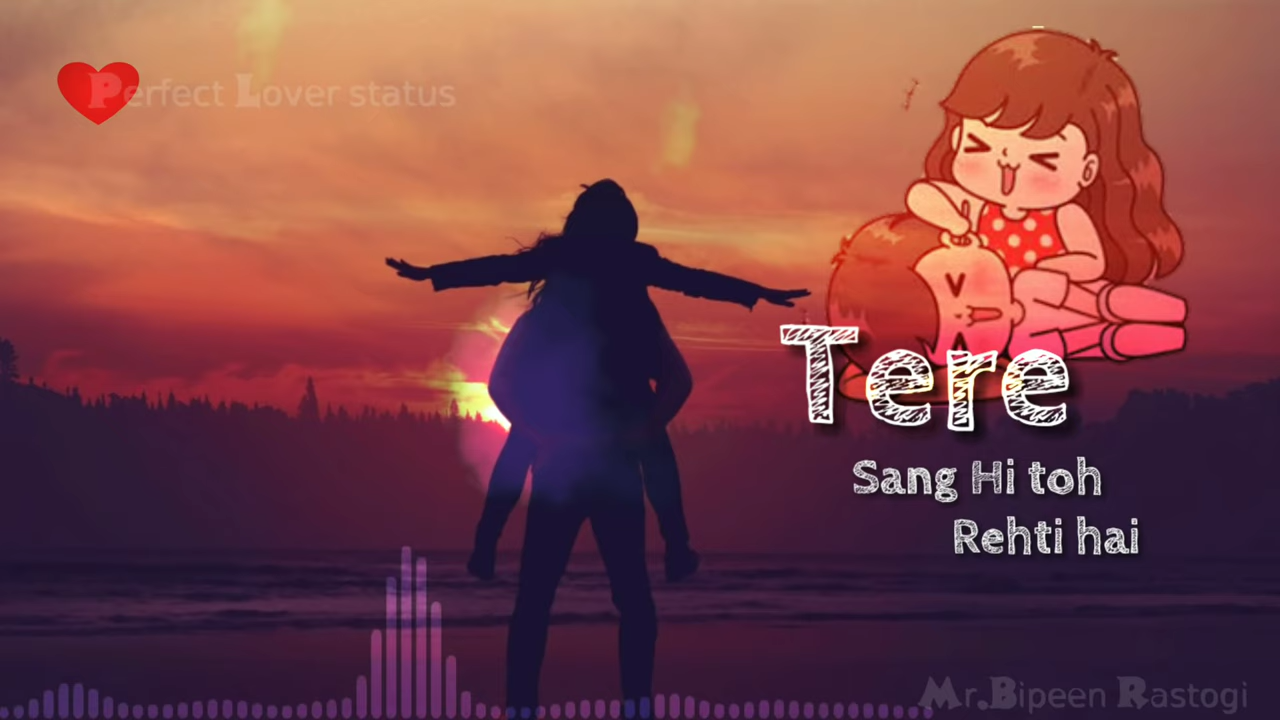 Perfect Lover status
Tere
Sang Hi toh
Rehti hai
Mr.Bipeen Rastogi